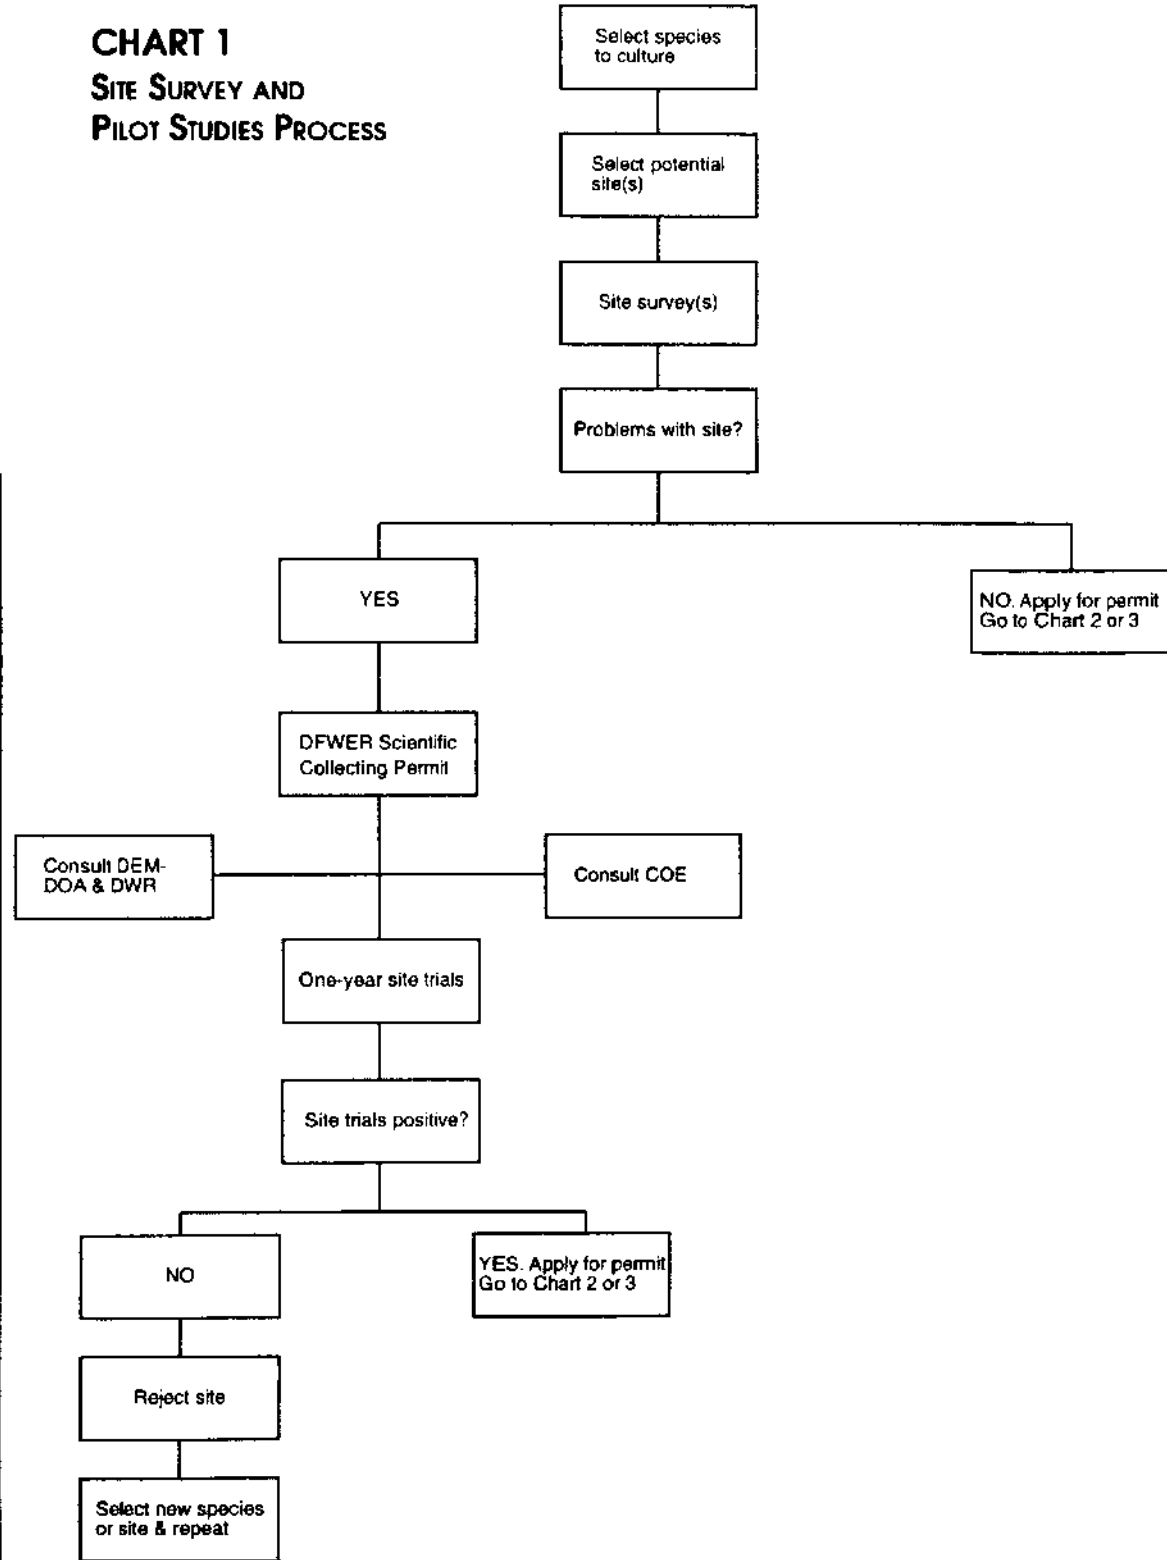 CHART 1
SITE SURVEY AND
PILOT STUDIES PROCESS
Select species
to culture
Select potential
site(s)
Site survey(s)
Problems with site?
YES
NO. Apply for permit
Go to Chart 2 or 3
DFWER Scientific
Collecting Permit
Consult DEM-
DOA & DWR
Consult COE
One-year site trials
Site trials positive?
NO
YES. Apply for permit
Go to Chart 2 or 3
Reject site
Select new species
or site & repeat